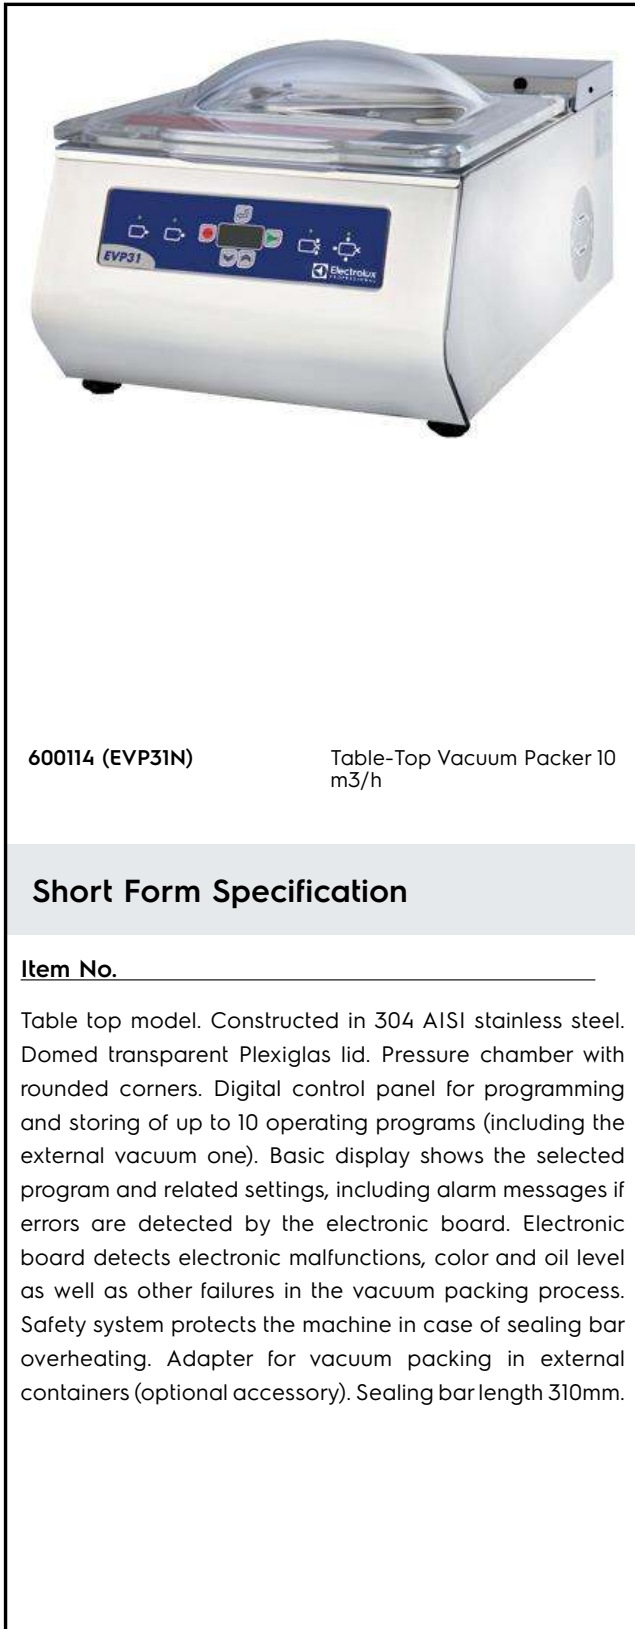 EVP31
Electrolux
PROFESSIONAL
600114 (EVP31N)
Table-Top Vacuum Packer 10
m3/h
Short Form Specification
Item No.
Table top model. Constructed in 304 AISI stainless steel.
Domed transparent Plexiglas lid. Pressure chamber with
rounded corners. Digital control panel for programming
and storing of up to 10 operating programs (including the
external vacuum one). Basic display shows the selected
program and related settings, including alarm messages if
errors are detected by the electronic board. Electronic
board detects electronic malfunctions, color and oil level
as well as other failures in the vacuum packing process.
Safety system protects the machine in case of sealing bar
overheating. Adapter for vacuum packing in external
containers (optional accessory). Sealing bar length 310mm.